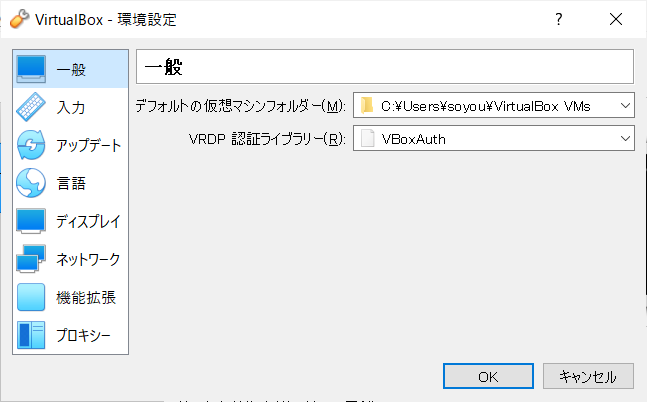 VirtualBox - 環境設定
?
一般
入力
アップデート
言語
ディスプレイ
ネットワーク
機能拡張
プロキシー
一般
デフォルトの仮想マシンフォルダー(M):
C:¥Users¥soyou¥VirtualBox VMs
VRDP 認証ライブラリー(R):
VBoxAuth
OK
キャンセル